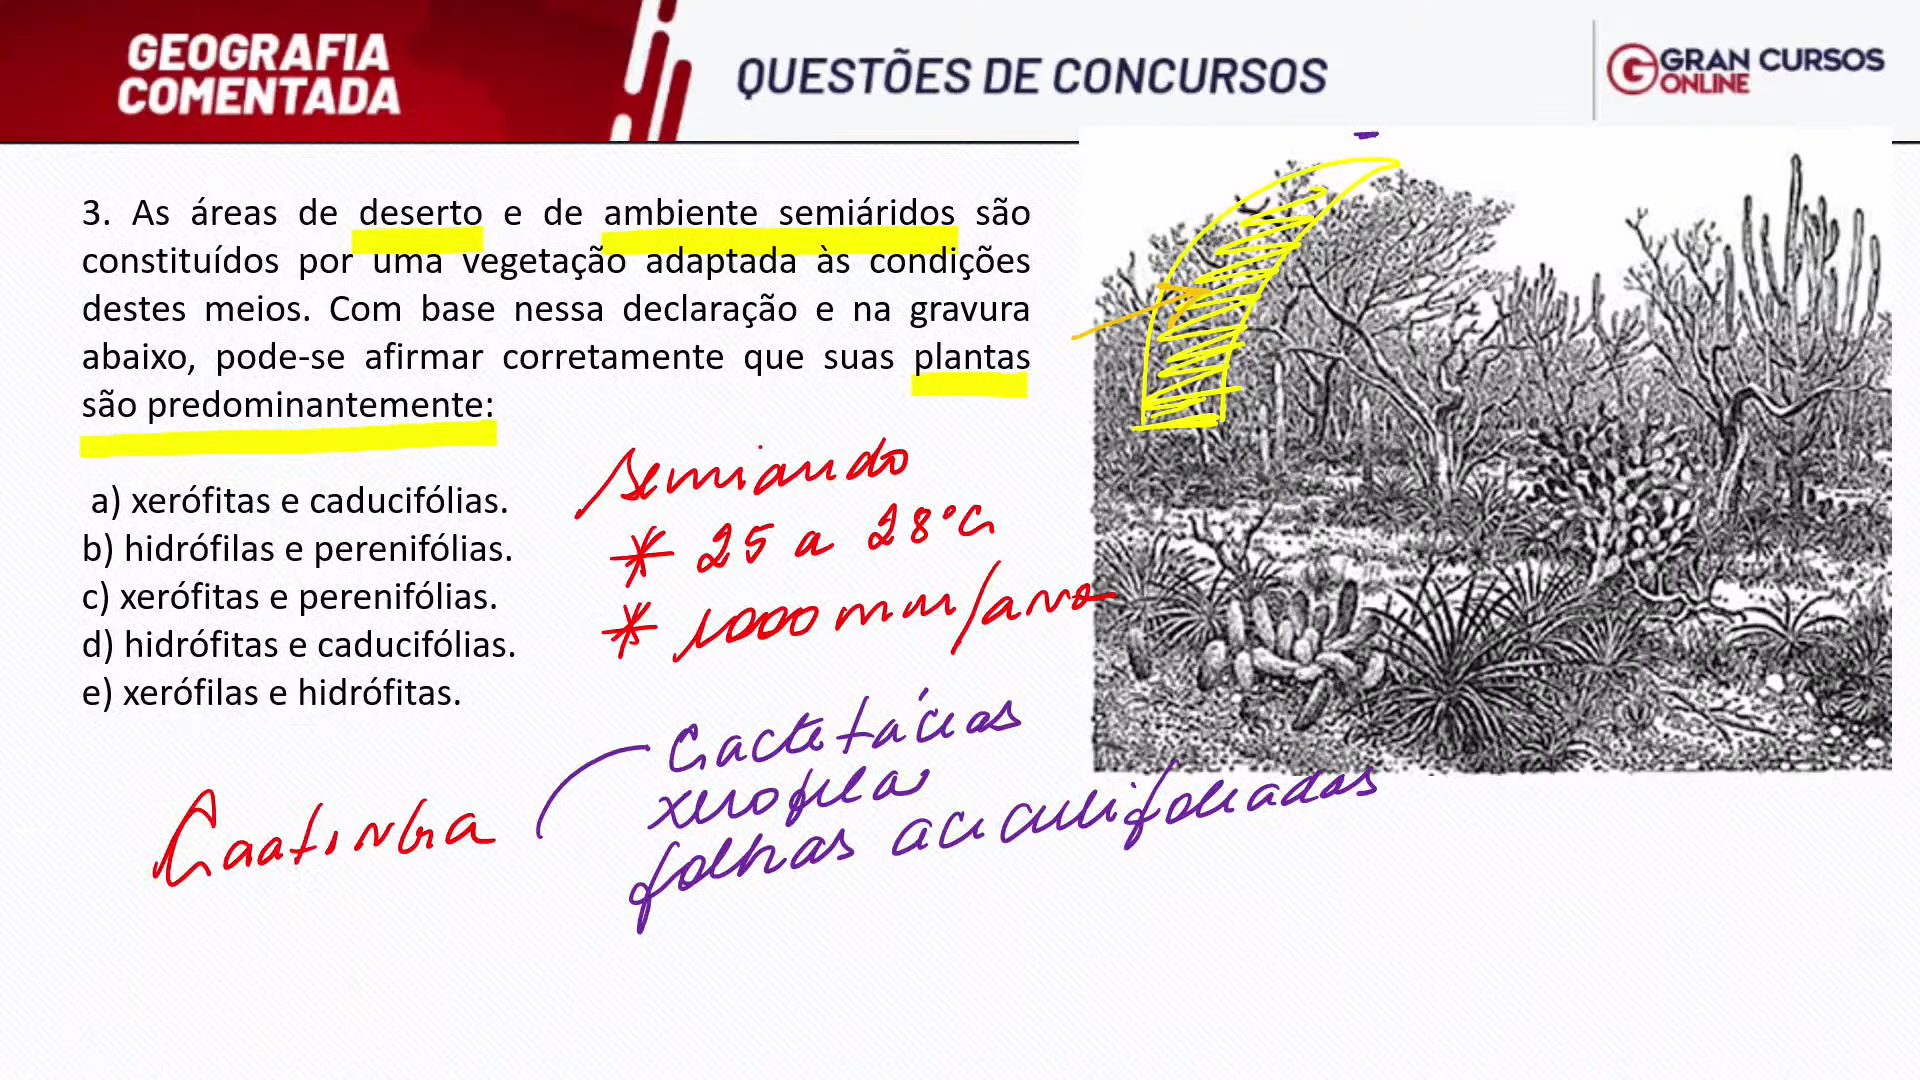 GEOGRAFIA
COMENTADA
QUESTÕES DE CONCURSOS
GRAN CURSOS
ONLINE
3. As áreas de deserto e de ambiente semiáridos são
constituídos por uma vegetação adaptada às condições
destes meios. Com base nessa declaração e na gravura
abaixo, pode-se afirmar corretamente que suas plantas
são predominantemente:
a) xerófitas e caducifólias.
b) hidrófilas e perenifólias.
c) xerófitas e perenifólias.
d) hidrófitas e caducifólias.
e) xerófilas e hidrófitas.
semiarido
* 25 a 28°C
* 1000 mm/ano
Caatinga
Cactetácias
xerofila
folhas aciculifoliadas